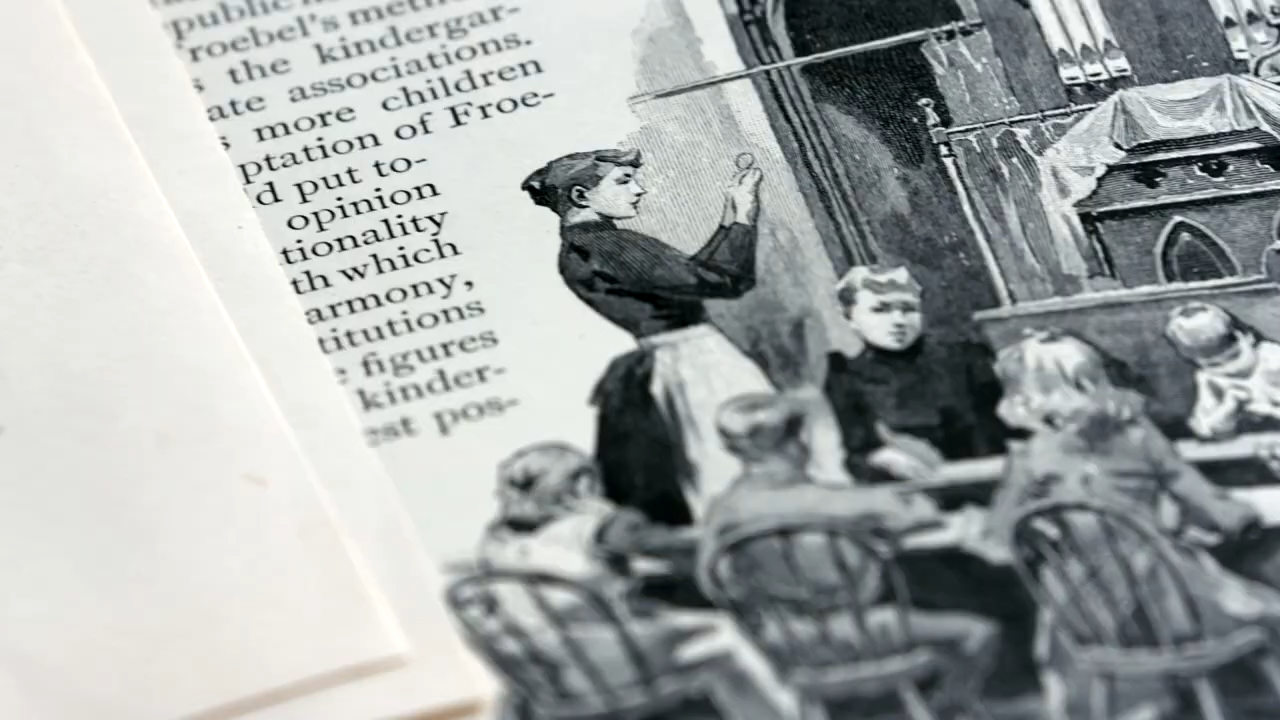 public
roebel's meth
s the kindergar-
ate associations.
s more children
ptation of Froe-
d put to-
opinion
tionality
th which
armony,
titutions
e figures
kinder-
est pos-